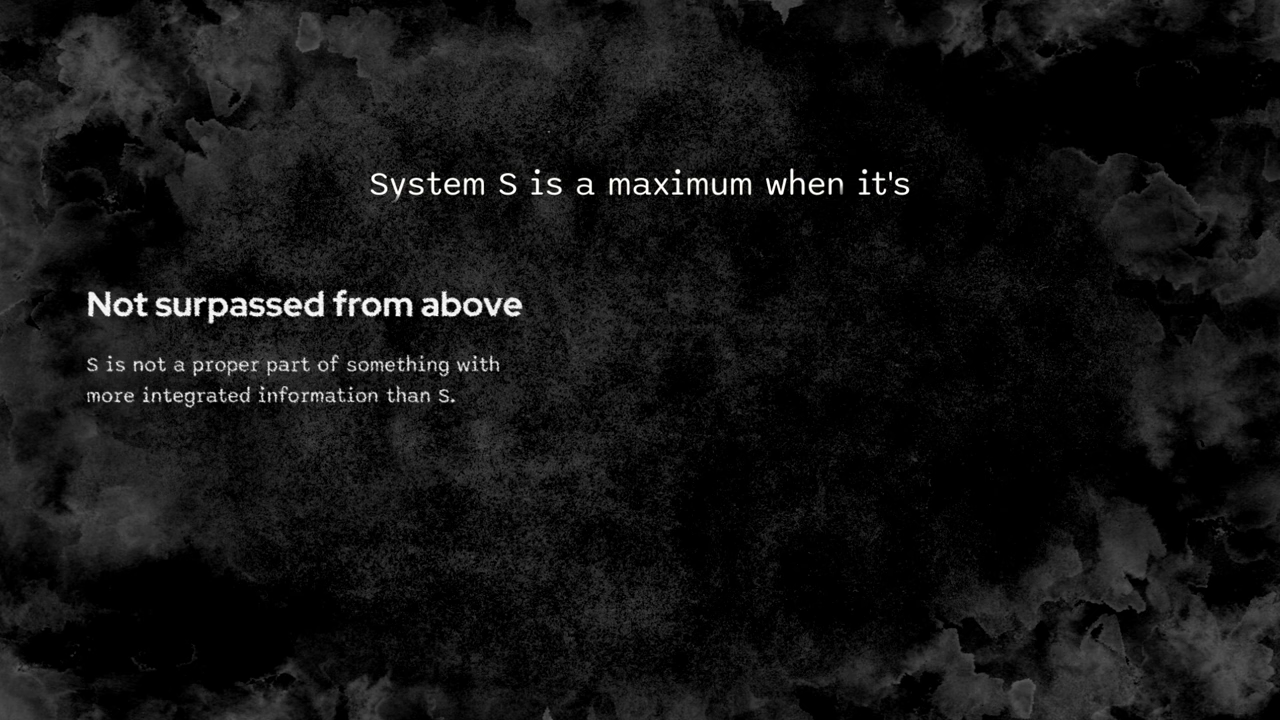 System S is a maximum when it's
Not surpassed from above
S is not a proper part of something with
more integrated information than S.